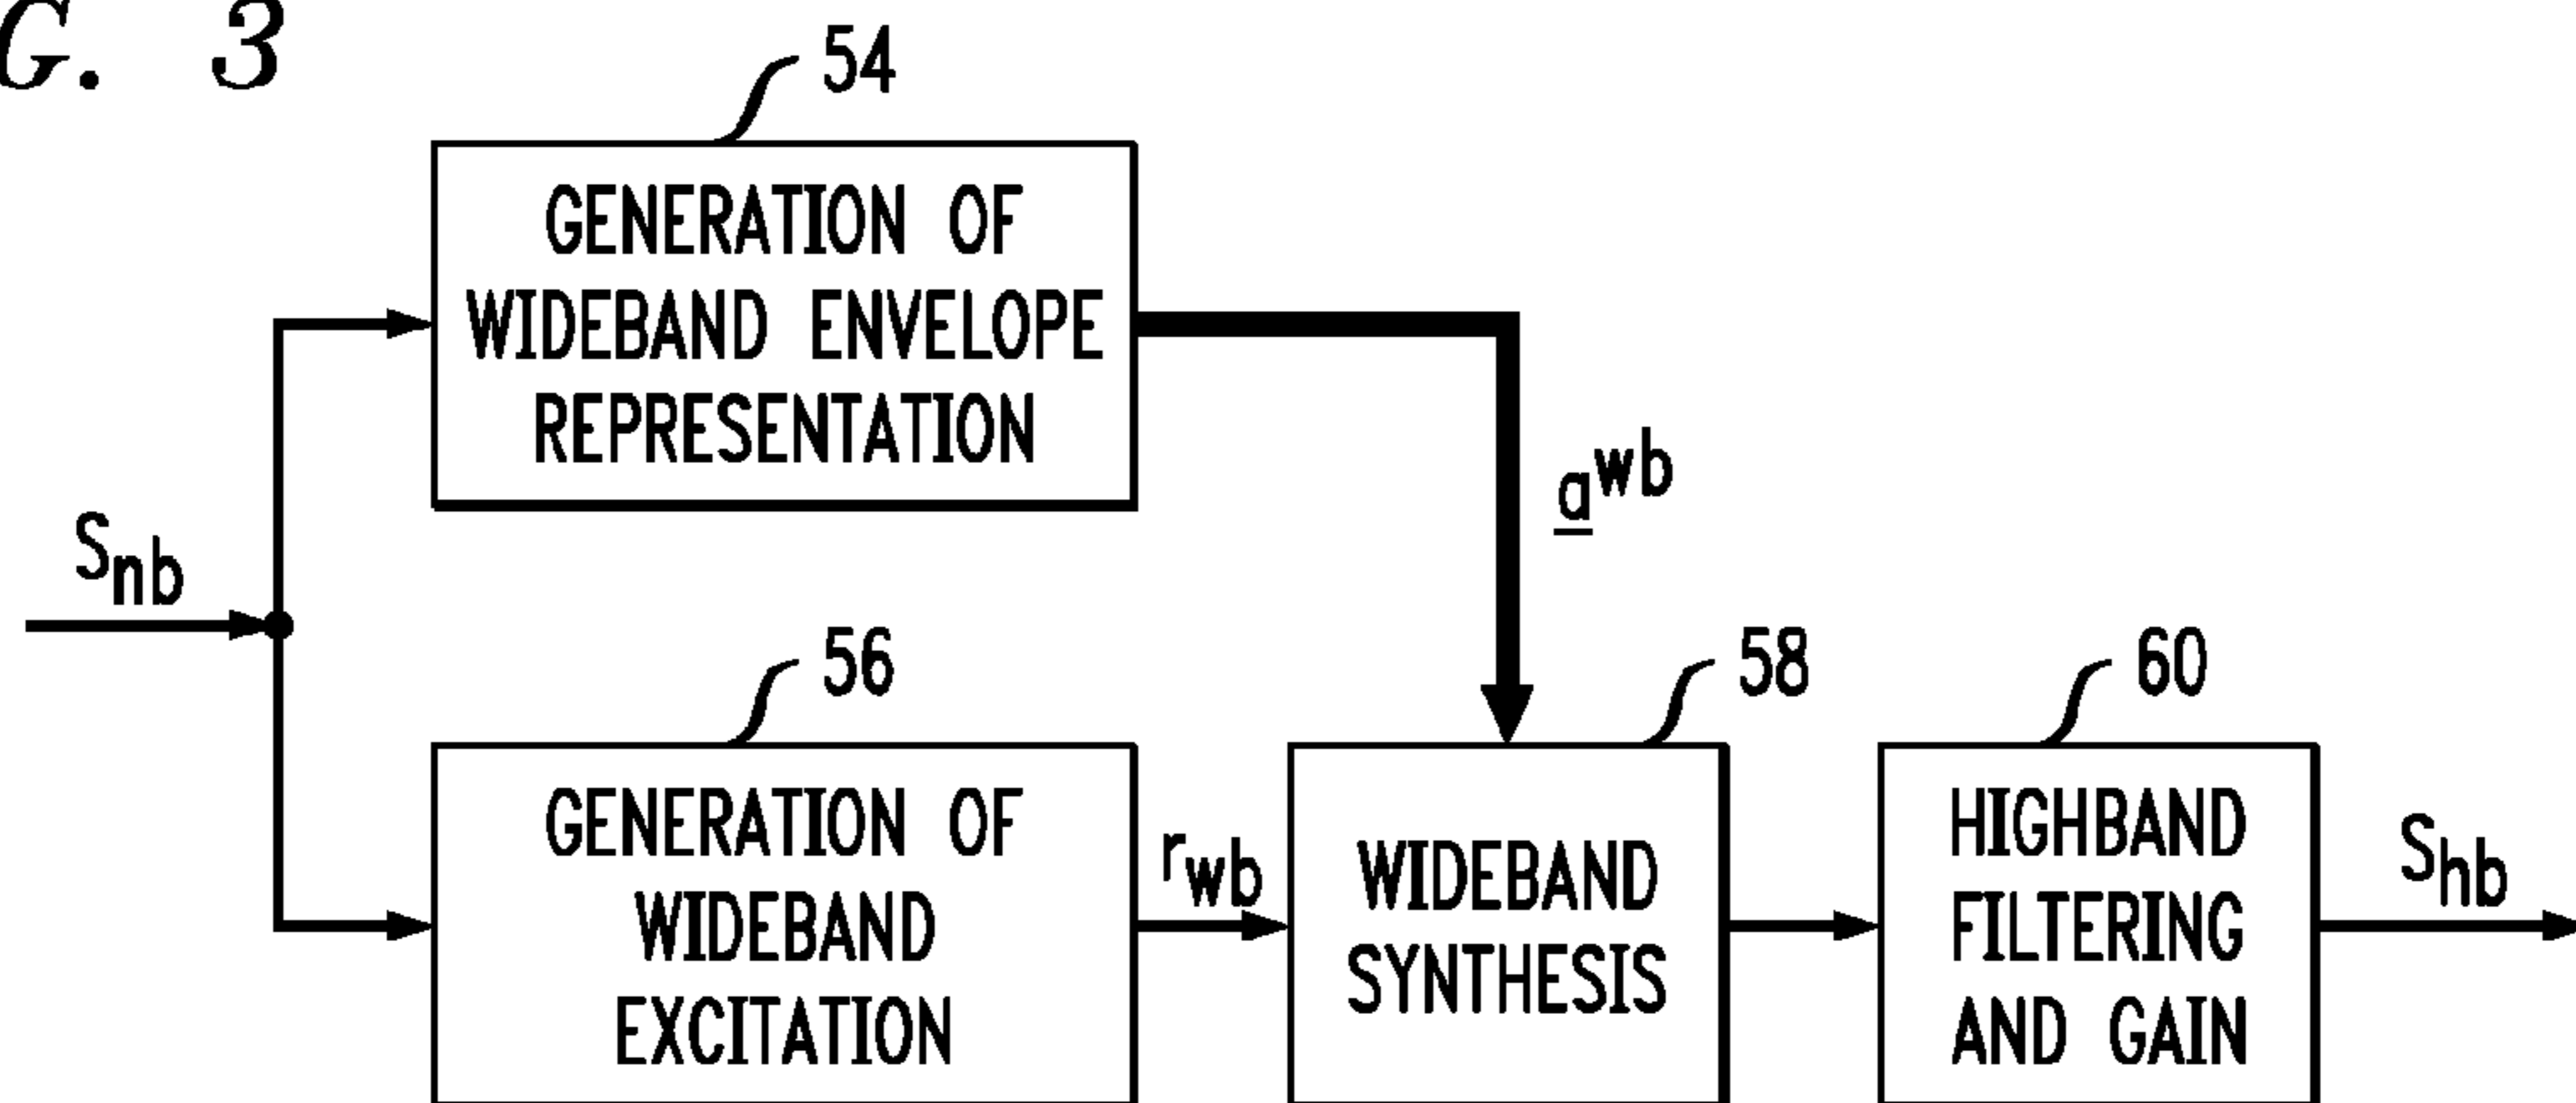 G. 3
54
GENERATION OF
WIDEBAND ENVELOPE
REPRESENTATION
a^wb
S_nb
56
GENERATION OF
WIDEBAND
EXCITATION
r_wb
58
WIDEBAND
SYNTHESIS
60
HIGHBAND
FILTERING
AND GAIN
S_hb